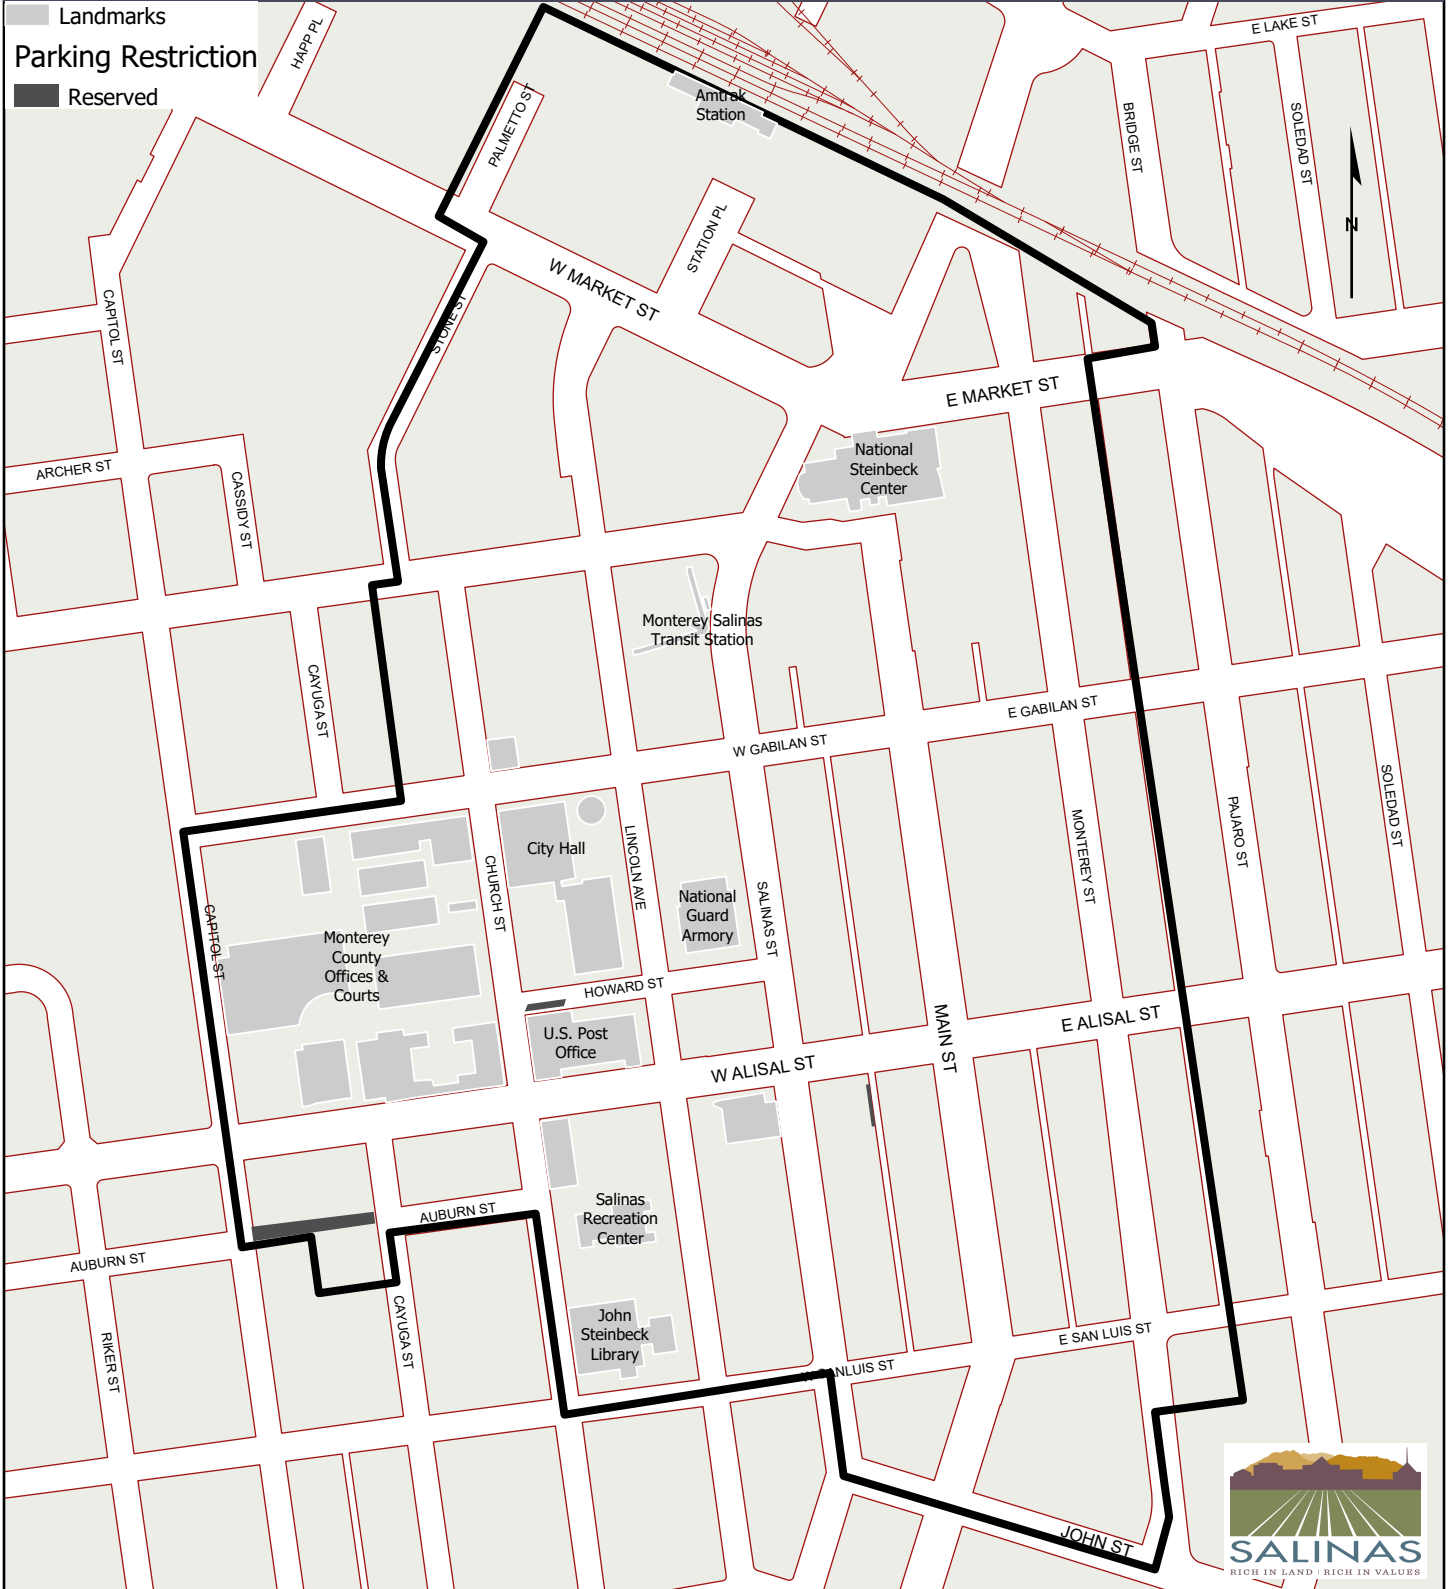 Landmarks
Parking Restriction
Reserved
HAPP PL
PALMETTO ST
Amtrak
Station
E LAKE ST
BRIDGE ST
SOLEDAD ST
N
STATION PL
W MARKET ST
CAPITOL ST
STONE ST
E MARKET ST
ARCHER ST
CASSIDY ST
National
Steinbeck
Center
Monterey Salinas
Transit Station
CAYUGA ST
E GABILAN ST
W GABILAN ST
SOLEDAD ST
PAJARO ST
MONTEREY ST
City Hall
LINCOLN AVE
CHURCH ST
National
Guard
Armory
SALINAS ST
CAPITOL ST
Monterey
County
Offices &
Courts
HOWARD ST
U.S. Post
Office
MAIN ST
E ALISAL ST
W ALISAL ST
Salinas
Recreation
Center
AUBURN ST
AUBURN ST
John
Steinbeck
Library
RIKER ST
CAYUGA ST
E SAN LUIS ST
W SANLUIS ST
JOHN ST
SALINAS
RICH IN LAND | RICH IN VALUES